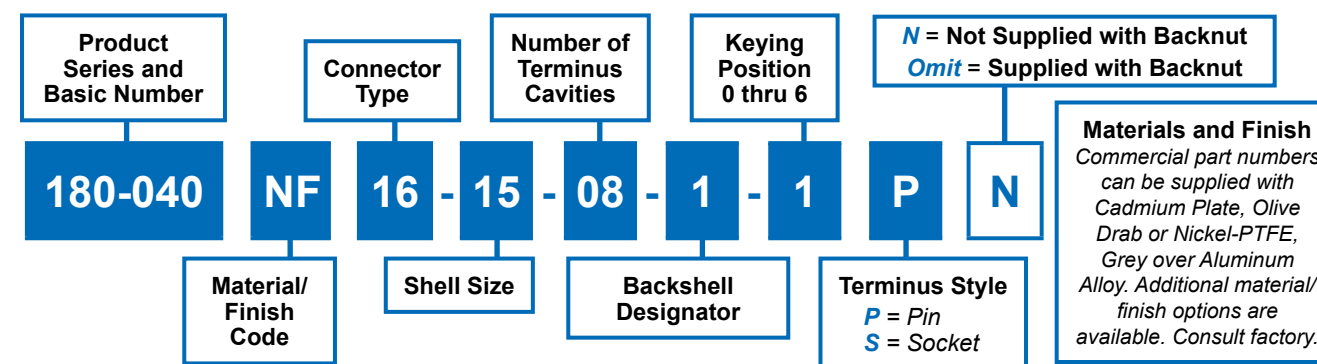 Product
Series and
Basic Number
Connector
Type
Number of
Terminus
Cavities
Keying
Position
0 thru 6
N = Not Supplied with Backnut
Omit = Supplied with Backnut
180-040 NF 16 - 15 - 08 - 1 - 1 P N
Material/
Finish
Code
Shell Size
Backshell
Designator
Terminus Style
P = Pin
S = Socket
Materials and Finish
Commercial part numbers
can be supplied with
Cadmium Plate, Olive
Drab or Nickel-PTFE,
Grey over Aluminum
Alloy. Additional material/
finish options are
available. Consult factory.